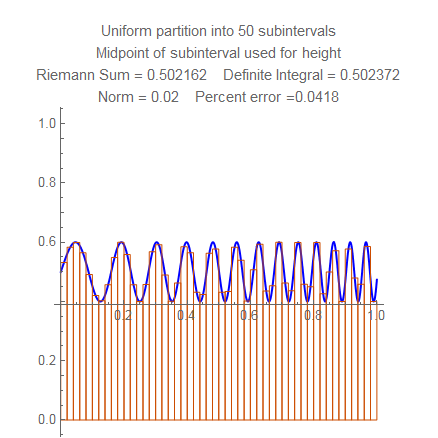 Uniform partition into 50 subintervals
Midpoint of subinterval used for height
Riemann Sum = 0.502162 Definite Integral = 0.502372
Norm = 0.02 Percent error =0.0418
1.0
0.8
0.6
0.2 0.4 0.6 0.8 1.0
0.2
0.0